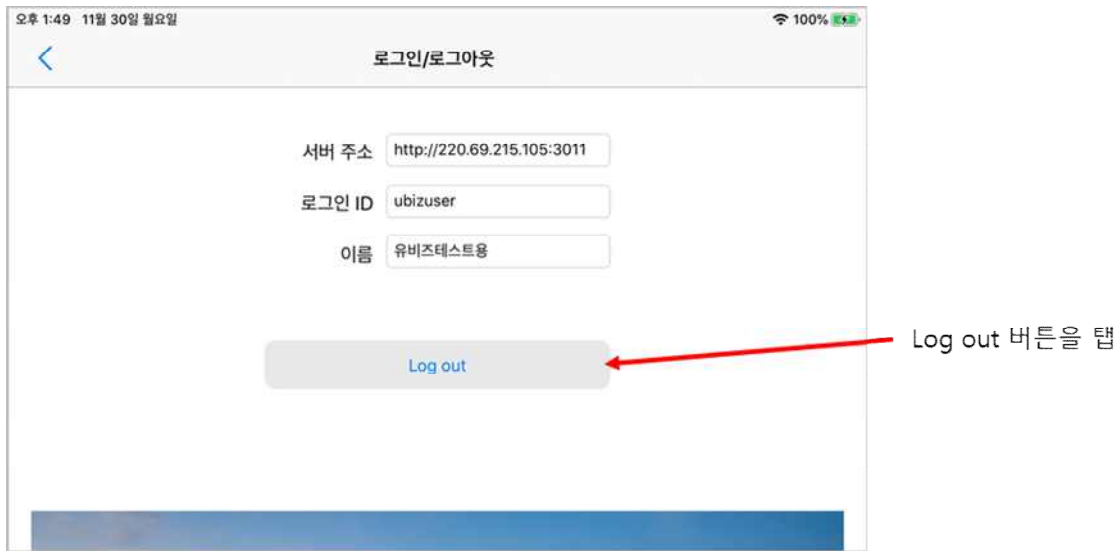 오후 1:49 11월 30일 월요일 100%
로그인/로그아웃
서버 주소 http://220.69.215.105:3011
로그인 ID ubizuser
이름 유비즈테스트용
Log out
Log out 버튼을 탭